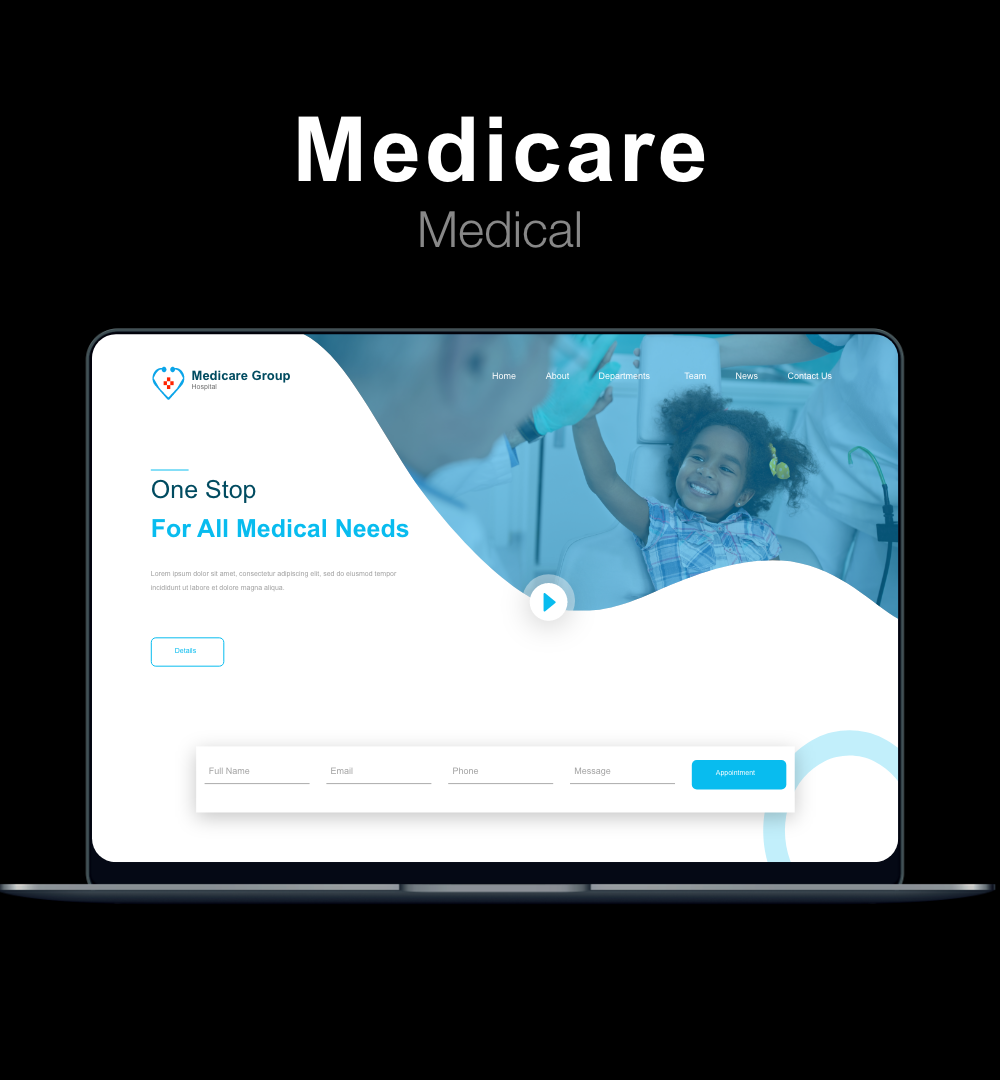 Medicare
Medical
Medicare Group
Hospital
Home About Departments Team News Contact Us
One Stop
For All Medical Needs
Lorem ipsum dolor sit amet, consectetur adipiscing elit, sed do eiusmod tempor
incididunt ut labore et dolore magna aliqua.
Details
Full Name Email Phone Message Appointment